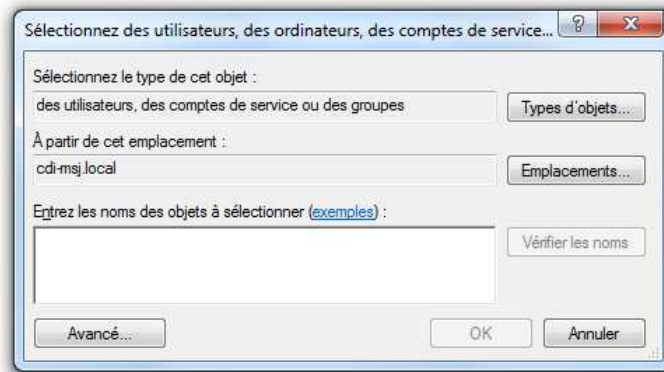 Sélectionnez des utilisateurs, des ordinateurs, des comptes de service...
Sélectionnez le type de cet objet :
des utilisateurs, des comptes de service ou des groupes
Types d'objets...
À partir de cet emplacement :
cdi-msj.local
Emplacements...
Entrez les noms des objets à sélectionner (exemples) :
Vérifier les noms
Avancé...
OK
Annuler